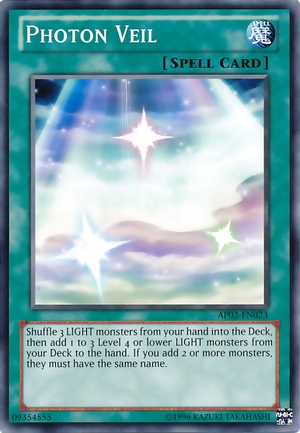 PHOTON VEIL
魔
[SPELL CARD]
AP02-EN023
Shuffle 3 LIGHT monsters from your hand into the Deck,
then add 1 to 3 Level 4 or lower LIGHT monsters from
your Deck to the hand. If you add 2 or more monsters,
they must have the same name.
09354555
©1996 KAZUKI TAKAHASHI